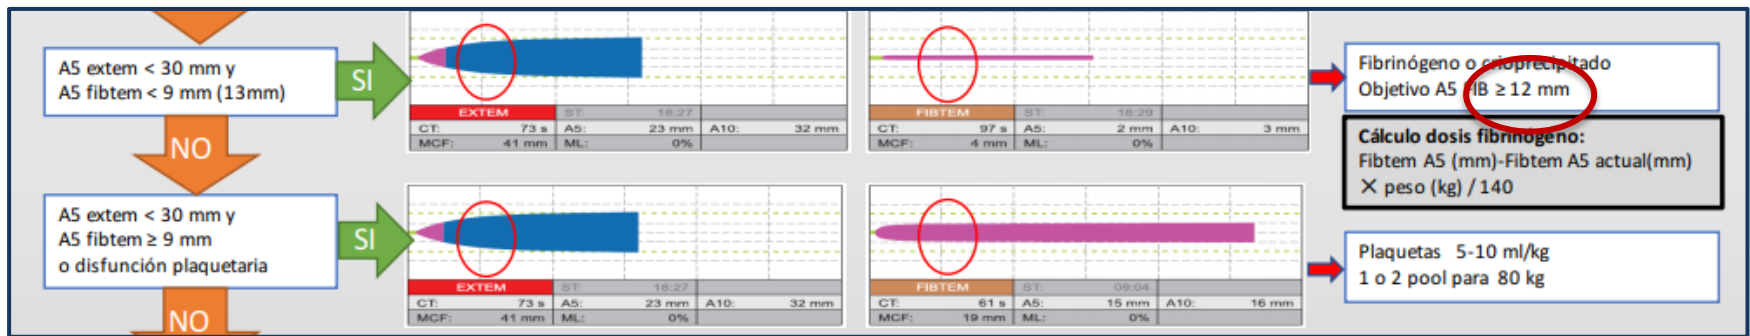 A5 extem < 30 mm y
A5 fibtem < 9 mm (13mm)
SI
EXTEM ST: 18:27
CT: 73 s A5: 23 mm A10: 32 mm
MCF: 41 mm ML: 0%
FIBTEM ST: 18:29
CT: 97 s A5: 2 mm A10: 3 mm
MCF: 4 mm ML: 0%
Fibrinógeno o crioprecipitado
Objetivo A5 FIB ≥ 12 mm
Cálculo dosis fibrinógeno:
Fibtem A5 (mm)-Fibtem A5 actual(mm)
× peso (kg) / 140
NO
A5 extem < 30 mm y
A5 fibtem ≥ 9 mm
o disfunción plaquetaria
SI
EXTEM ST: 18:27
CT: 73 s A5: 23 mm A10: 32 mm
MCF: 41 mm ML: 0%
FIBTEM ST: 09:04
CT: 61 s A5: 15 mm A10: 16 mm
MCF: 19 mm ML: 0%
Plaquetas 5-10 ml/kg
1 o 2 pool para 80 kg
NO